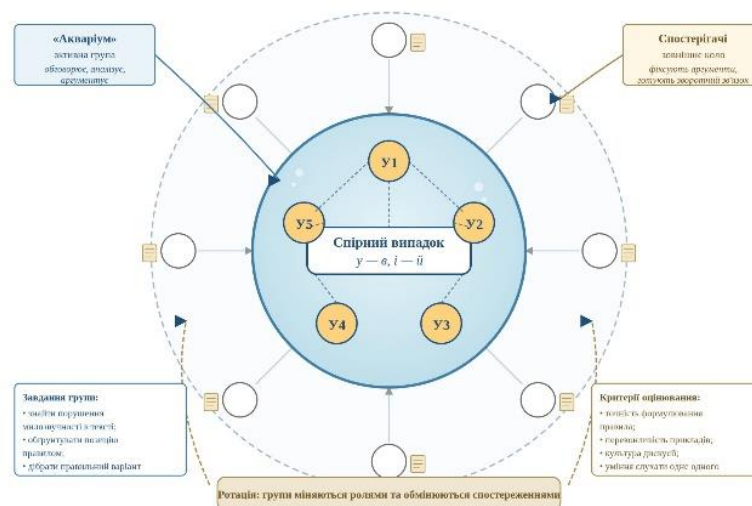 «Акваріум»
активна група
обговорює, аналізує,
аргументує
Спостерігачі
зовнішнє коло
фіксують аргументи,
готують зворотний зв'язок
У1
У5
У2
Спірний випадок
у — в, і — й
У4
У3
Завдання групи:
• знайти порушення
милозвучності в тексті;
• обґрунтувати позицію
правилом;
• дібрати правильний варіант
Критерії оцінювання:
• точність формулювання
правила;
• переконливість прикладів;
• культура дискусії;
• уміння слухати одне одного
Ротація: групи міняються ролями та обмінюються спостереженнями